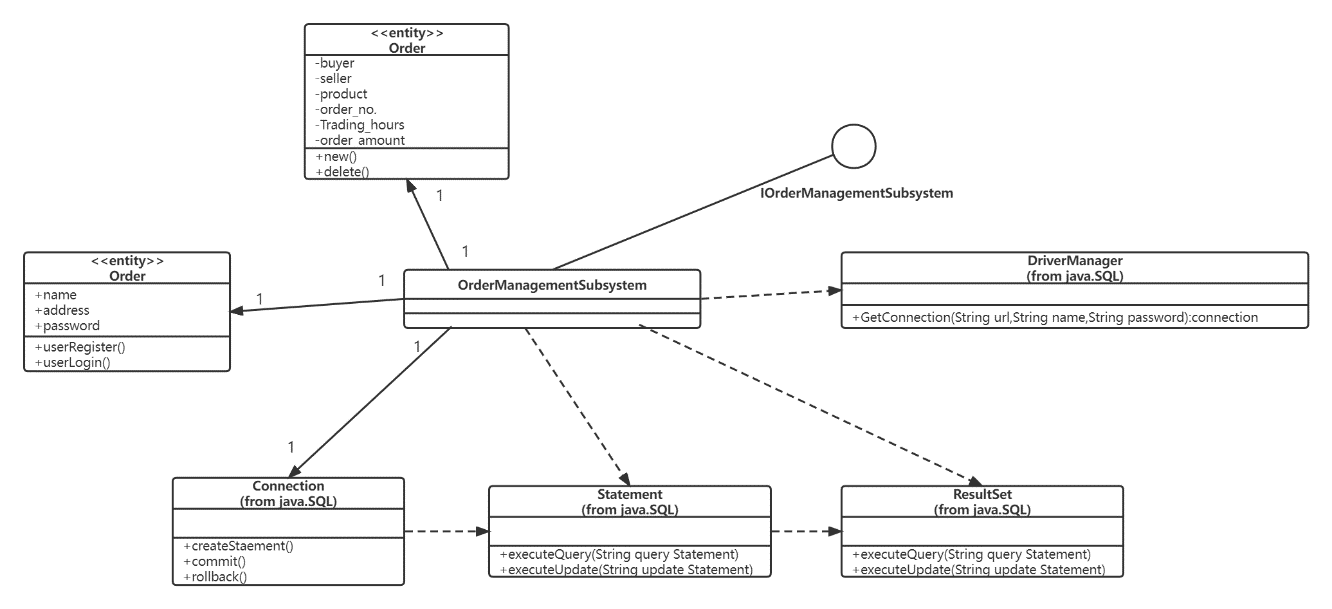 <<entity>>
Order
-buyer
-seller
-product
-order_no.
-Trading_hours
-order_amount
+new()
+delete()
1
1
IOrderManagementSubsystem
<<entity>>
Order
+name
+address
+password
+userRegister()
+userLogin()
1
1
OrderManagementSubsystem
DriverManager
(from java.SQL)
+GetConnection(String url,String name,String password):connection
1
1
Connection
(from java.SQL)
+createStaement()
+commit()
+rollback()
Statement
(from java.SQL)
+executeQuery(String query Statement)
+executeUpdate(String update Statement)
ResultSet
(from java.SQL)
+executeQuery(String query Statement)
+executeUpdate(String update Statement)